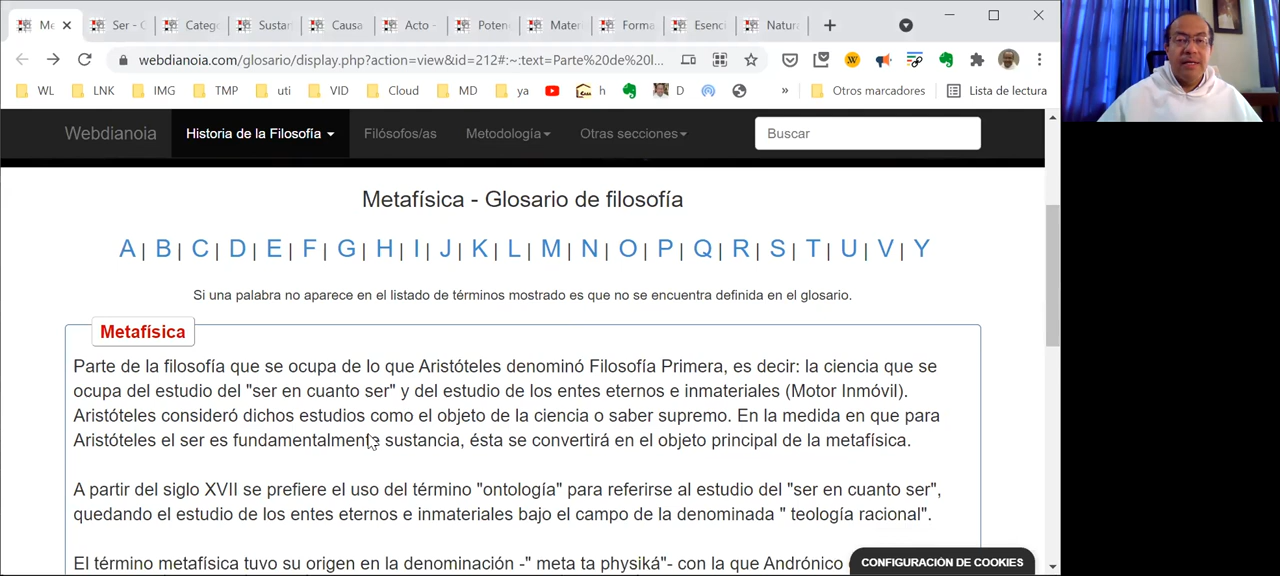 Me
Ser - C
Catego
Sustan
Causa
Acto -
Poten
Mater
Forma
Esenci
Natur
webdianoia.com/glosario/display.php?action=view&id=212#:~:text=Parte%20de%20l...
WL LNK IMG TMP uti VID Cloud MD ya h D » Otros marcadores Lista de lectura
Webdianoia Historia de la Filosofía Filósofos/as Metodología Otras secciones Buscar
Metafísica - Glosario de filosofía
A | B | C | D | E | F | G | H | I | J | K | L | M | N | O | P | Q | R | S | T | U | V | Y
Si una palabra no aparece en el listado de términos mostrado es que no se encuentra definida en el glosario.
Metafísica
Parte de la filosofía que se ocupa de lo que Aristóteles denominó Filosofía Primera, es decir: la ciencia que se
ocupa del estudio del "ser en cuanto ser" y del estudio de los entes eternos e inmateriales (Motor Inmóvil).
Aristóteles consideró dichos estudios como el objeto de la ciencia o saber supremo. En la medida en que para
Aristóteles el ser es fundamentalmente sustancia, ésta se convertirá en el objeto principal de la metafísica.
A partir del siglo XVII se prefiere el uso del término "ontología" para referirse al estudio del "ser en cuanto ser",
quedando el estudio de los entes eternos e inmateriales bajo el campo de la denominada " teología racional".
El término metafísica tuvo su origen en la denominación -" meta ta physiká"- con la que Andrónico
CONFIGURACIÓN DE COOKIES